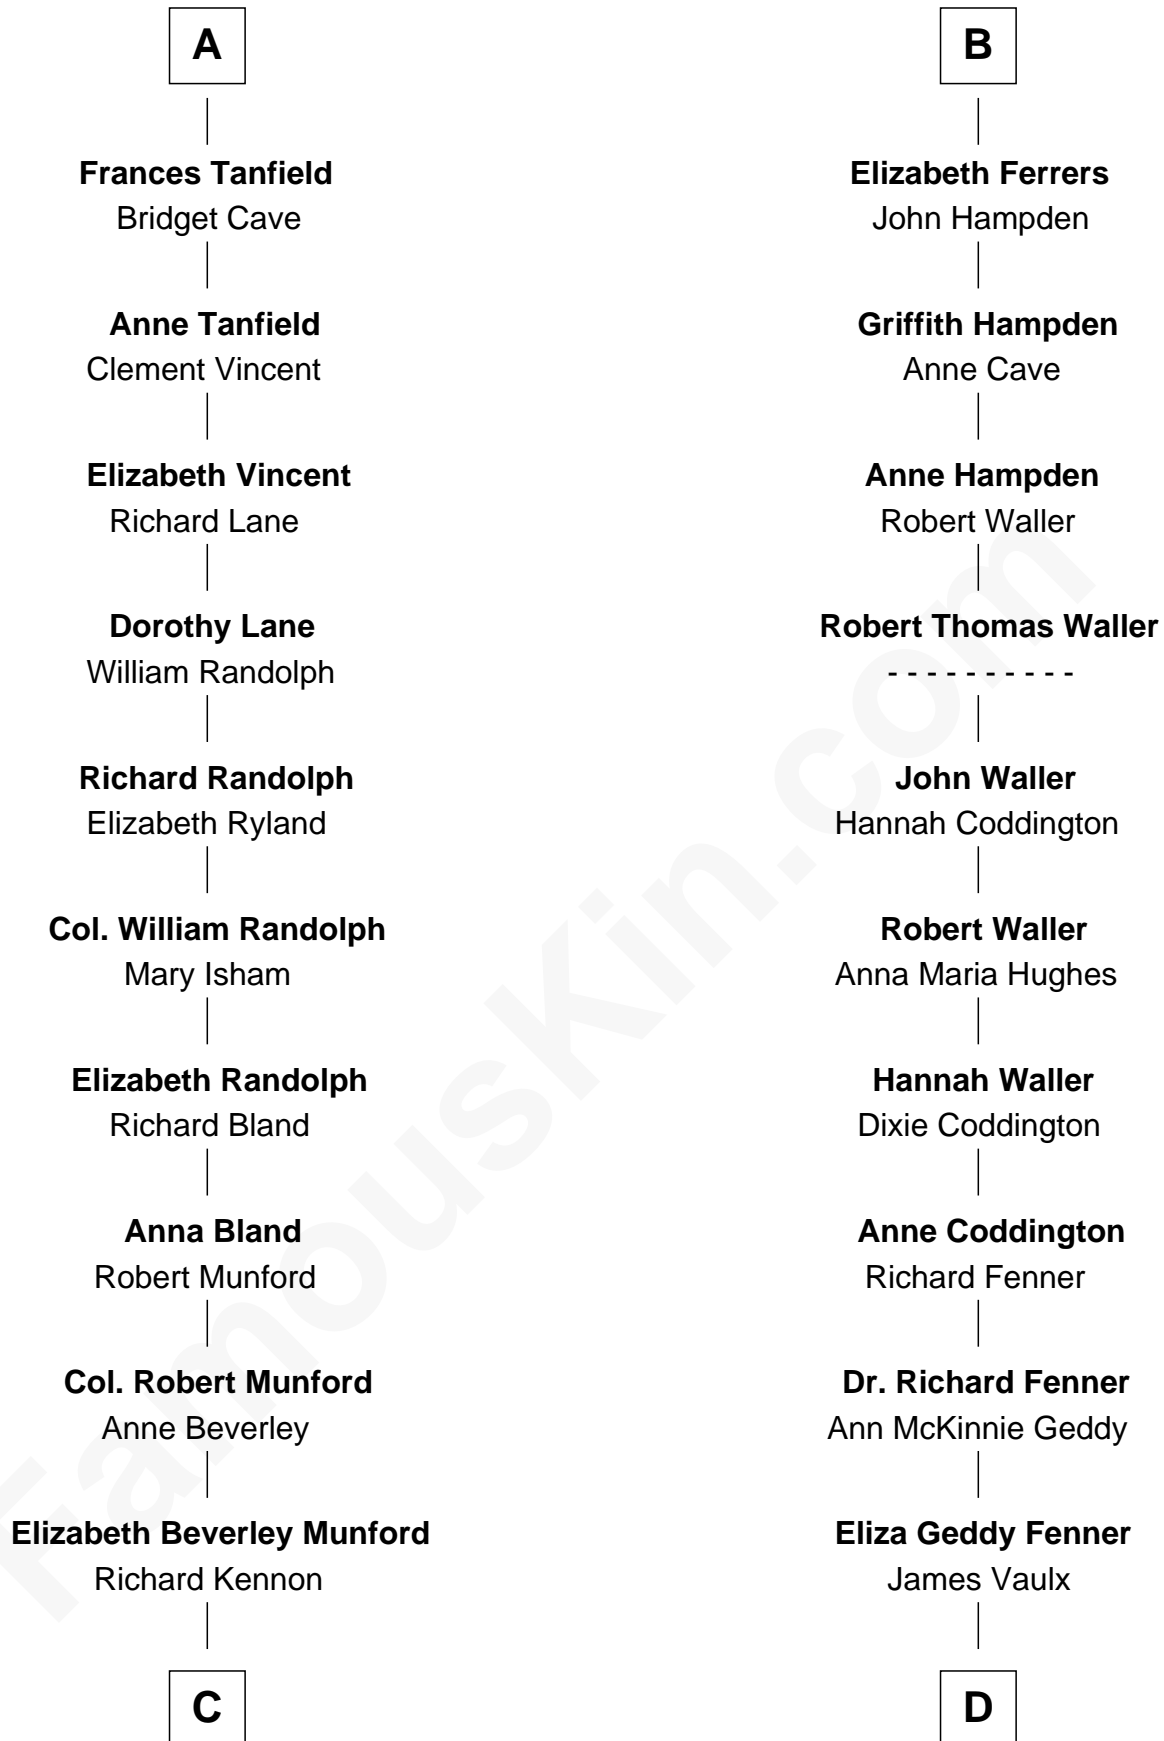 A
Frances Tanfield
Bridget Cave
Anne Tanfield
Clement Vincent
Elizabeth Vincent
Richard Lane
Dorothy Lane
William Randolph
Richard Randolph
Elizabeth Ryland
Col. William Randolph
Mary Isham
Elizabeth Randolph
Richard Bland
Anna Bland
Robert Munford
Col. Robert Munford
Anne Beverley
Elizabeth Beverley Munford
Richard Kennon
C
B
Elizabeth Ferrers
John Hampden
Griffith Hampden
Anne Cave
Anne Hampden
Robert Waller
Robert Thomas Waller
- - - - - - - - - -
John Waller
Hannah Coddington
Robert Waller
Anna Maria Hughes
Hannah Waller
Dixie Coddington
Anne Coddington
Richard Fenner
Dr. Richard Fenner
Ann McKinnie Geddy
Eliza Geddy Fenner
James Vaulx
D
FamousKin.com